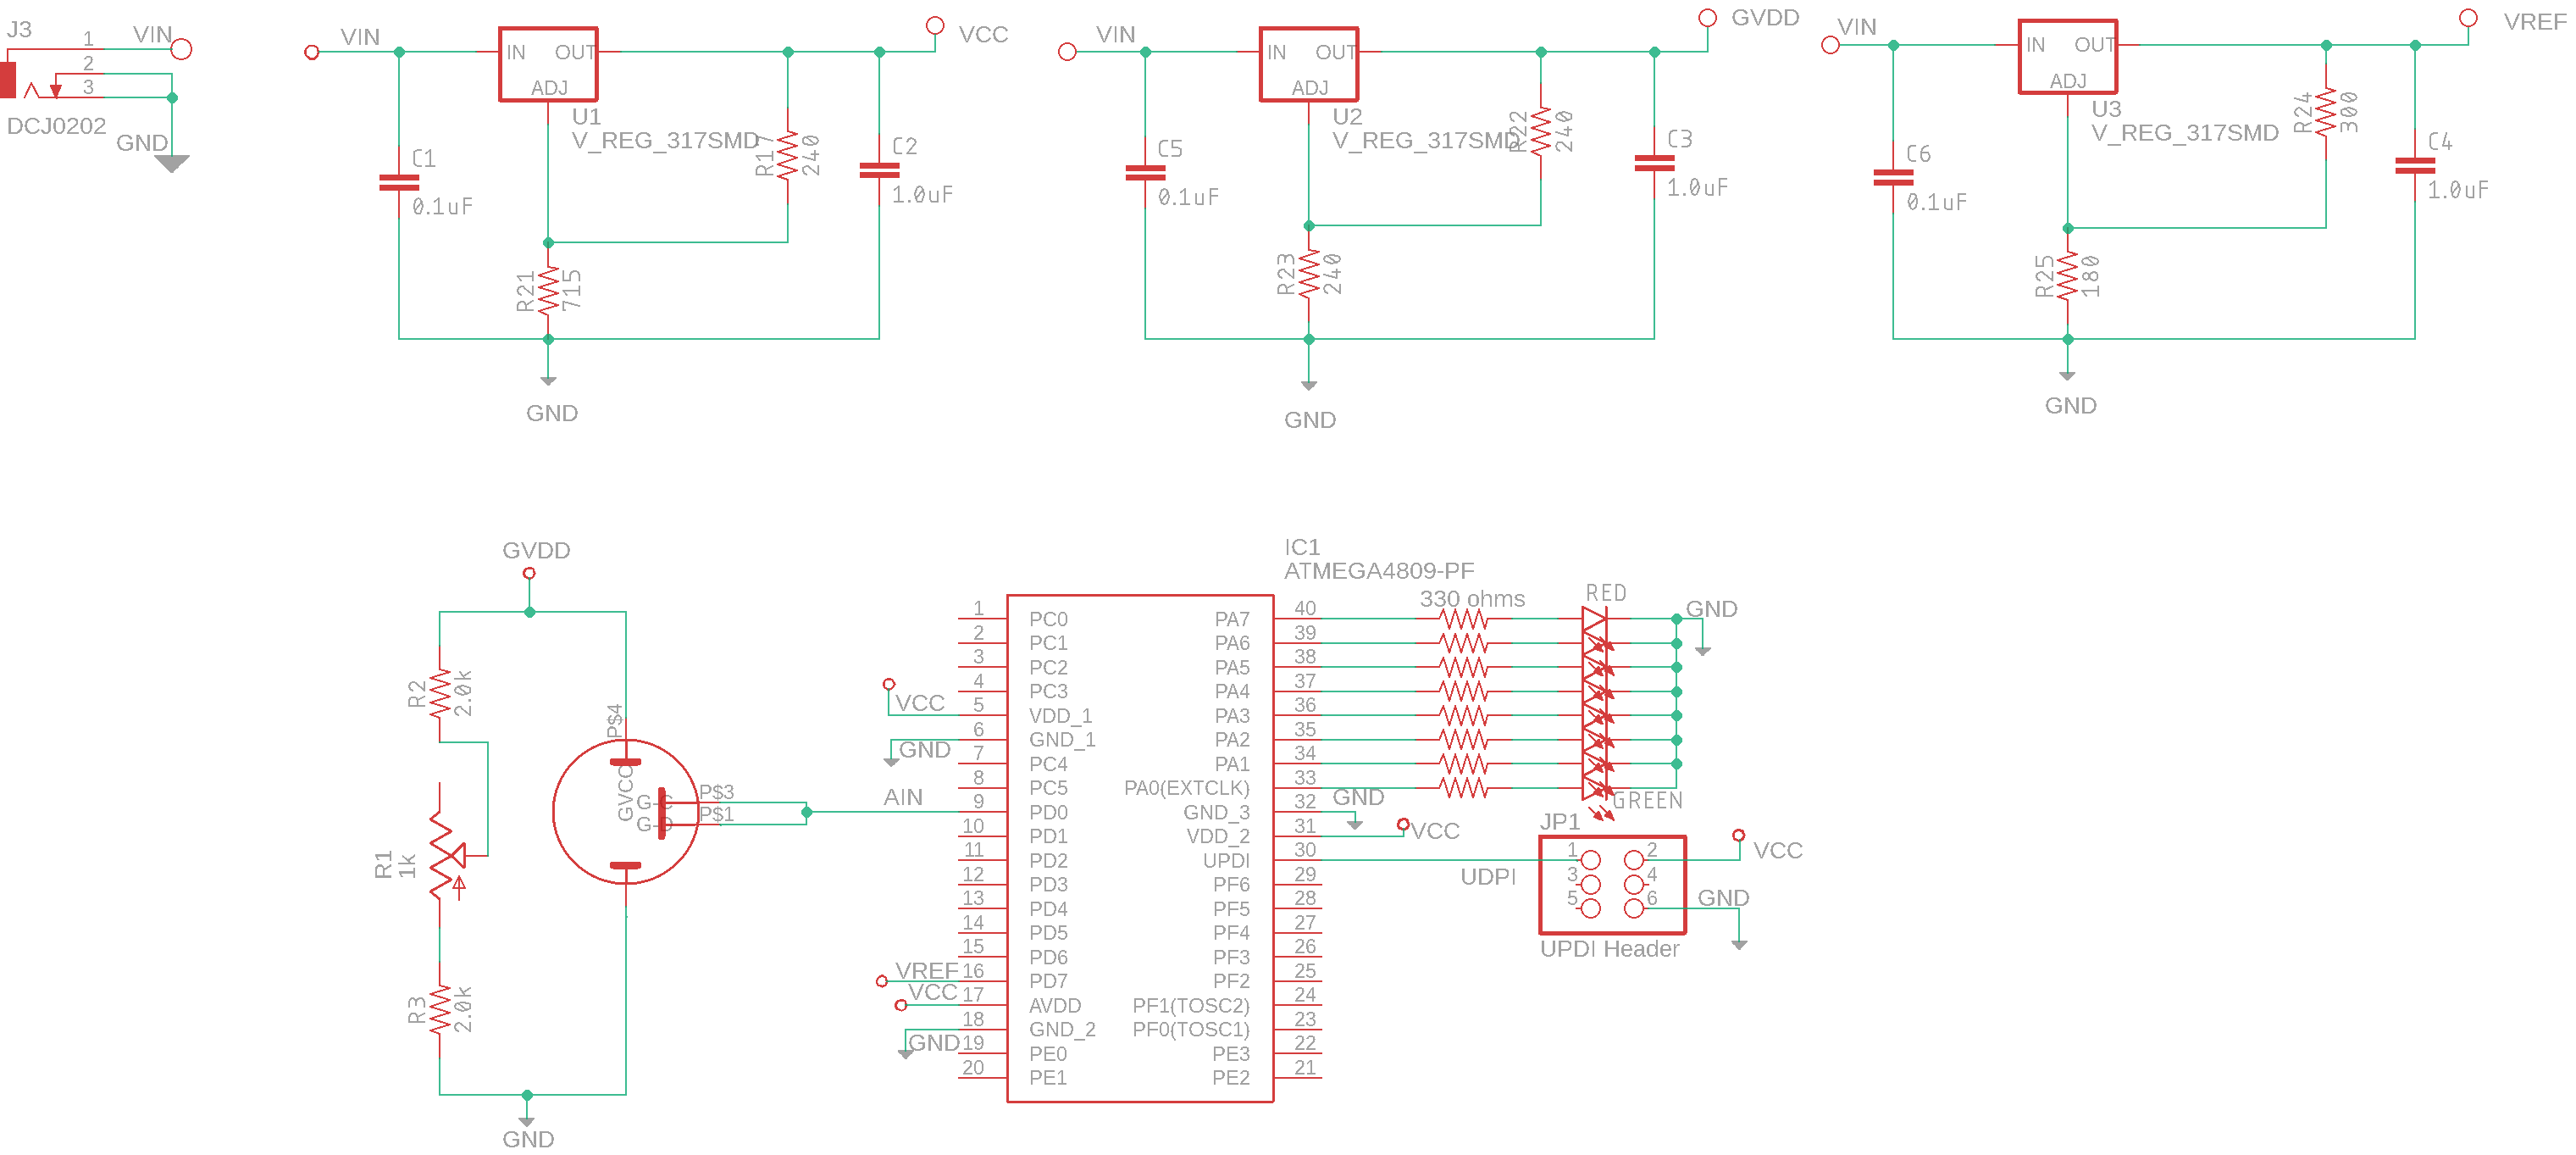 J3
1
VIN
2
3
DCJ0202
GND
VIN
IN
OUT
ADJ
VCC
U1
V_REG_317SMD
R17
240
C1
0.1uF
C2
1.0uF
R21
715
GND
VIN
IN
OUT
ADJ
GVDD
U2
V_REG_317SMD
R22
240
C5
0.1uF
C3
1.0uF
R23
240
GND
VIN
IN
OUT
ADJ
VREF
U3
V_REG_317SMD
R24
300
C6
0.1uF
C4
1.0uF
R25
180
GND
GVDD
R2
2.0k
R1
1k
R3
2.0k
P$4
GVCC
G-C
G-D
P$3
P$1
GND
AIN
VCC
GND
VREF
VCC
GND
IC1
ATMEGA4809-PF
1 PC0
2 PC1
3 PC2
4 PC3
5 VDD_1
6 GND_1
7 PC4
8 PC5
9 PD0
10 PD1
11 PD2
12 PD3
13 PD4
14 PD5
15 PD6
16 PD7
17 AVDD
18 GND_2
19 PE0
20 PE1
PA7 40
PA6 39
PA5 38
PA4 37
PA3 36
PA2 35
PA1 34
PA0(EXTCLK) 33
GND_3 32
VDD_2 31
UPDI 30
PF6 29
PF5 28
PF4 27
PF3 26
PF2 25
PF1(TOSC2) 24
PF0(TOSC1) 23
PE3 22
PE2 21
330 ohms
RED
GND
GREEN
GND
VCC
UDPI
JP1
1 2
3 4
5 6
VCC
GND
UPDI Header